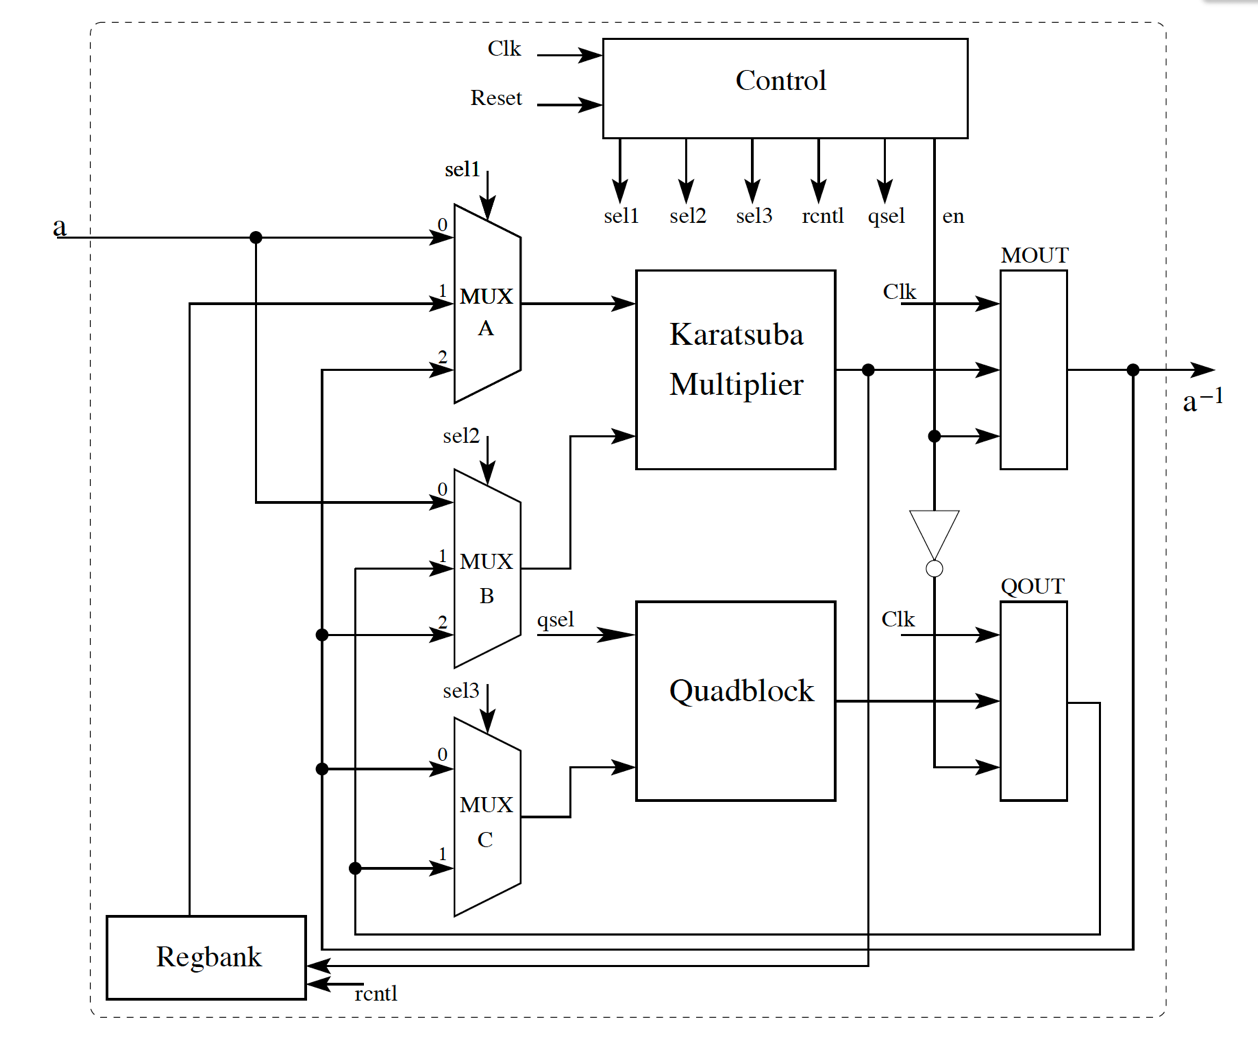 Clk
Control
Reset
sel1
sel1
sel2
sel3
rcntl
qsel
en
a
0
MOUT
1
MUX
A
Clk
Karatsuba
Multiplier
2
a⁻¹
sel2
0
1
MUX
B
QOUT
2
qsel
Clk
sel3
Quadblock
0
MUX
C
1
Regbank
rcntl